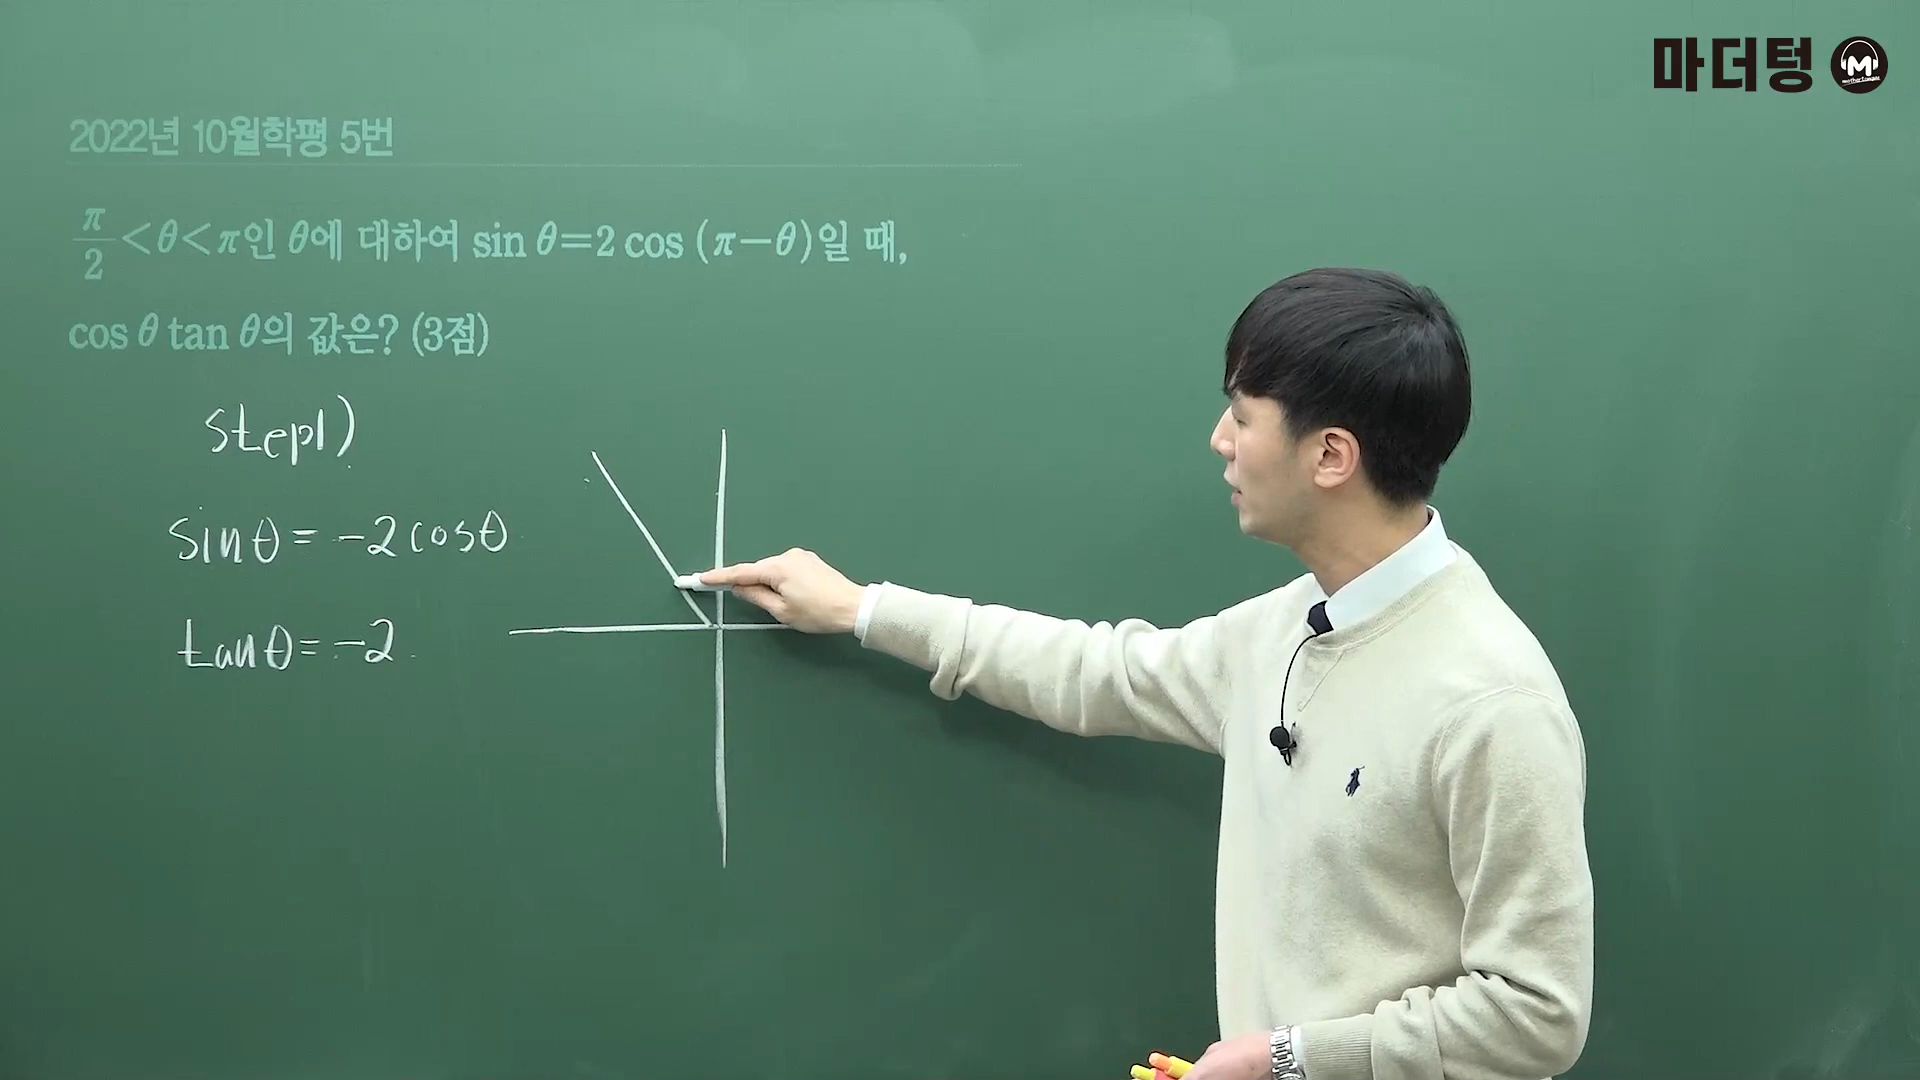 마더텅 M
2022년 10월학평 5번
π/2<θ<π인 θ에 대하여 sin θ=2 cos (π−θ)일 때,
cos θ tan θ의 값은? (3점)
step1)
sinθ = -2cosθ
tanθ = -2